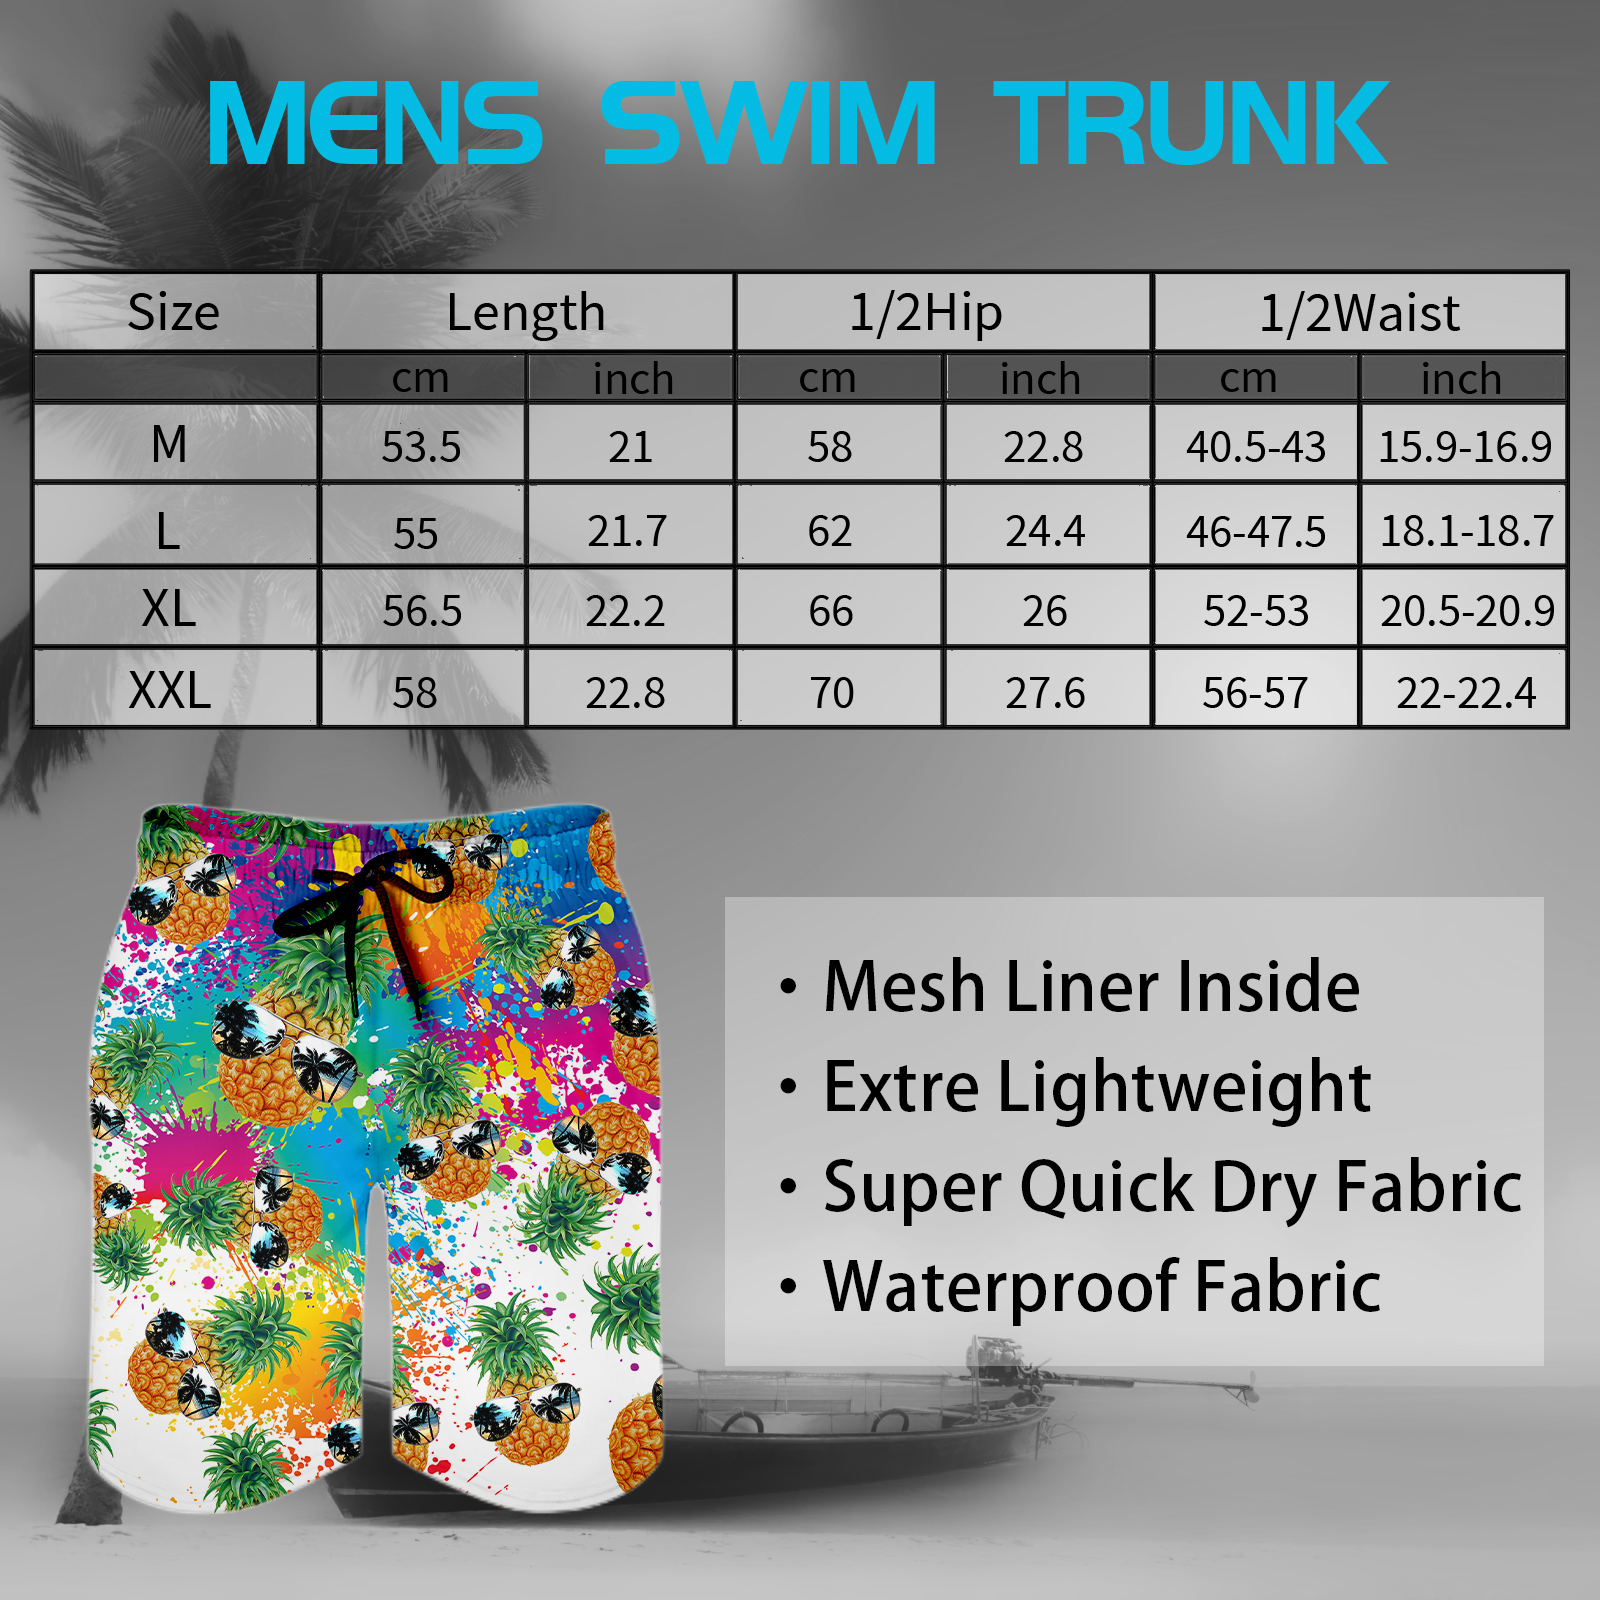 MENS SWIM TRUNK
Size Length 1/2Hip 1/2Waist
cm inch cm inch cm inch
M 53.5 21 58 22.8 40.5-43 15.9-16.9
L 55 21.7 62 24.4 46-47.5 18.1-18.7
XL 56.5 22.2 66 26 52-53 20.5-20.9
XXL 58 22.8 70 27.6 56-57 22-22.4
• Mesh Liner Inside
• Extre Lightweight
• Super Quick Dry Fabric
• Waterproof Fabric